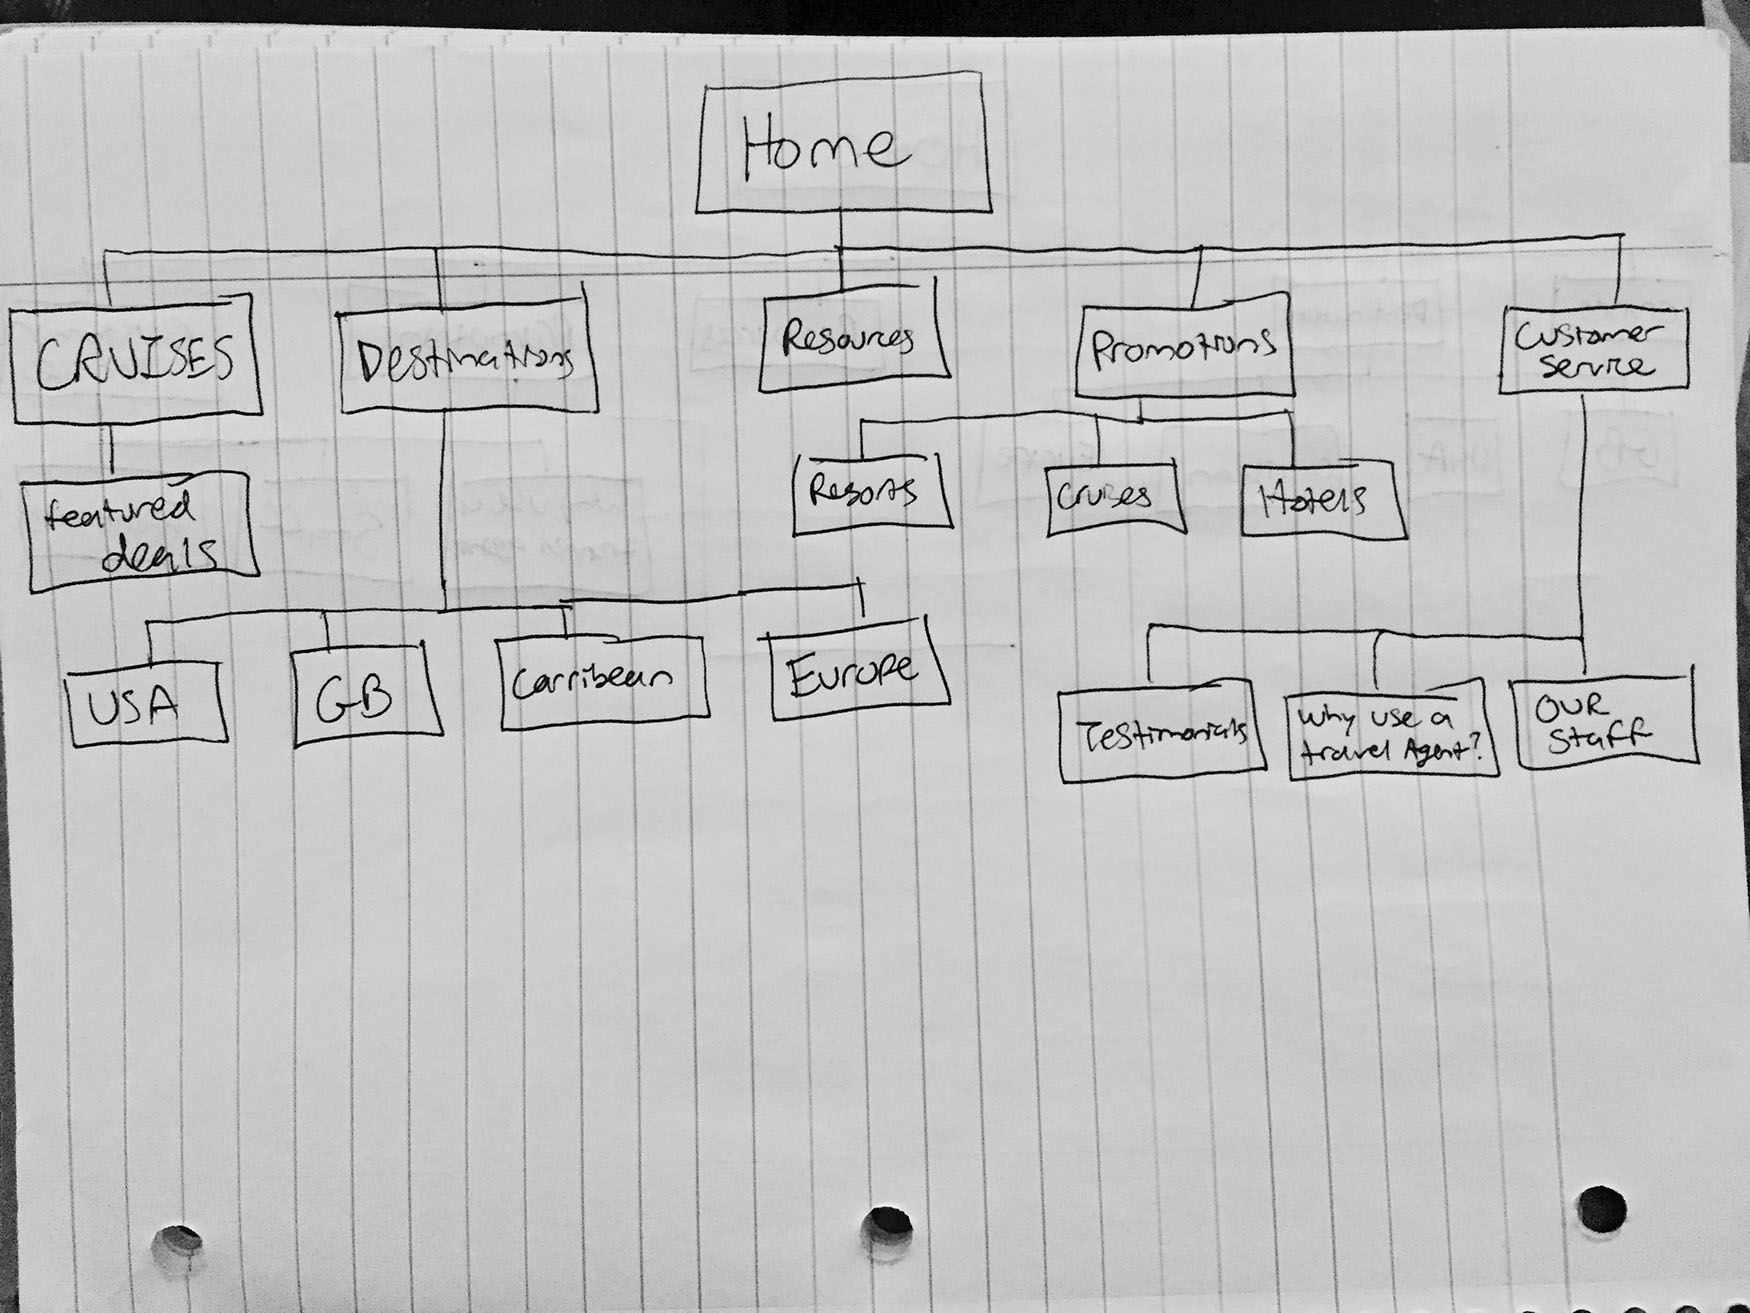 Home
CRUISES
Destinations
Resources
Promotions
Customer
Service
featured
deals
Resorts
Cruises
Hotels
USA
GB
Carribean
Europe
Testimonials
Why use a
travel Agent?
OUR
Staff